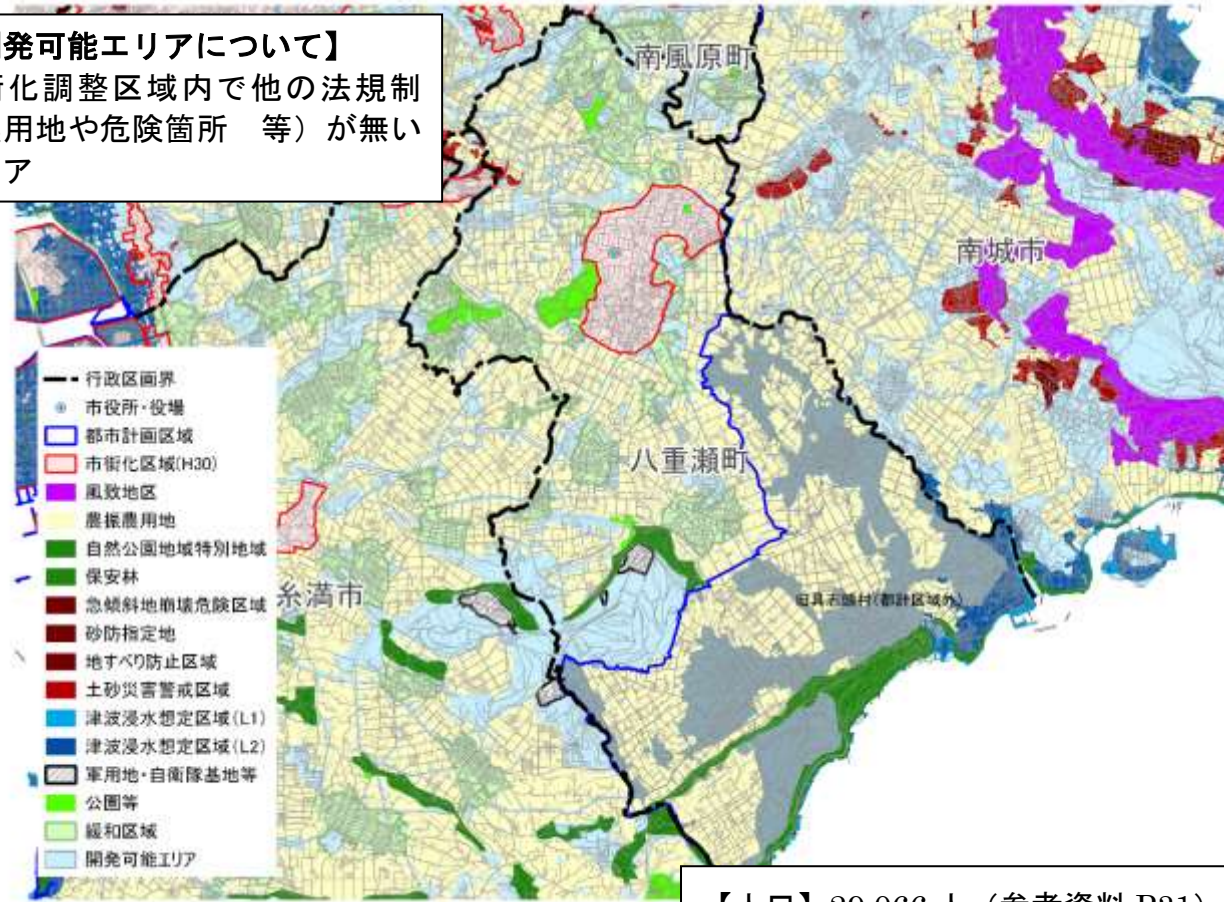 開発可能エリアについて】
街化調整区域内で他の法規制
用地や危険箇所　等）が無い
ア
南風原町
南城市
八重瀬町
糸満市
旧具志頭村(都計区域外)
行政区画界
市役所・役場
都市計画区域
市街化区域(H30)
風致地区
農振農用地
自然公園地域特別地域
保安林
急傾斜地崩壊危険区域
砂防指定地
地すべり防止区域
土砂災害警戒区域
津波浸水想定区域(L1)
津波浸水想定区域(L2)
軍用地・自衛隊基地等
公園等
緩和区域
開発可能エリア